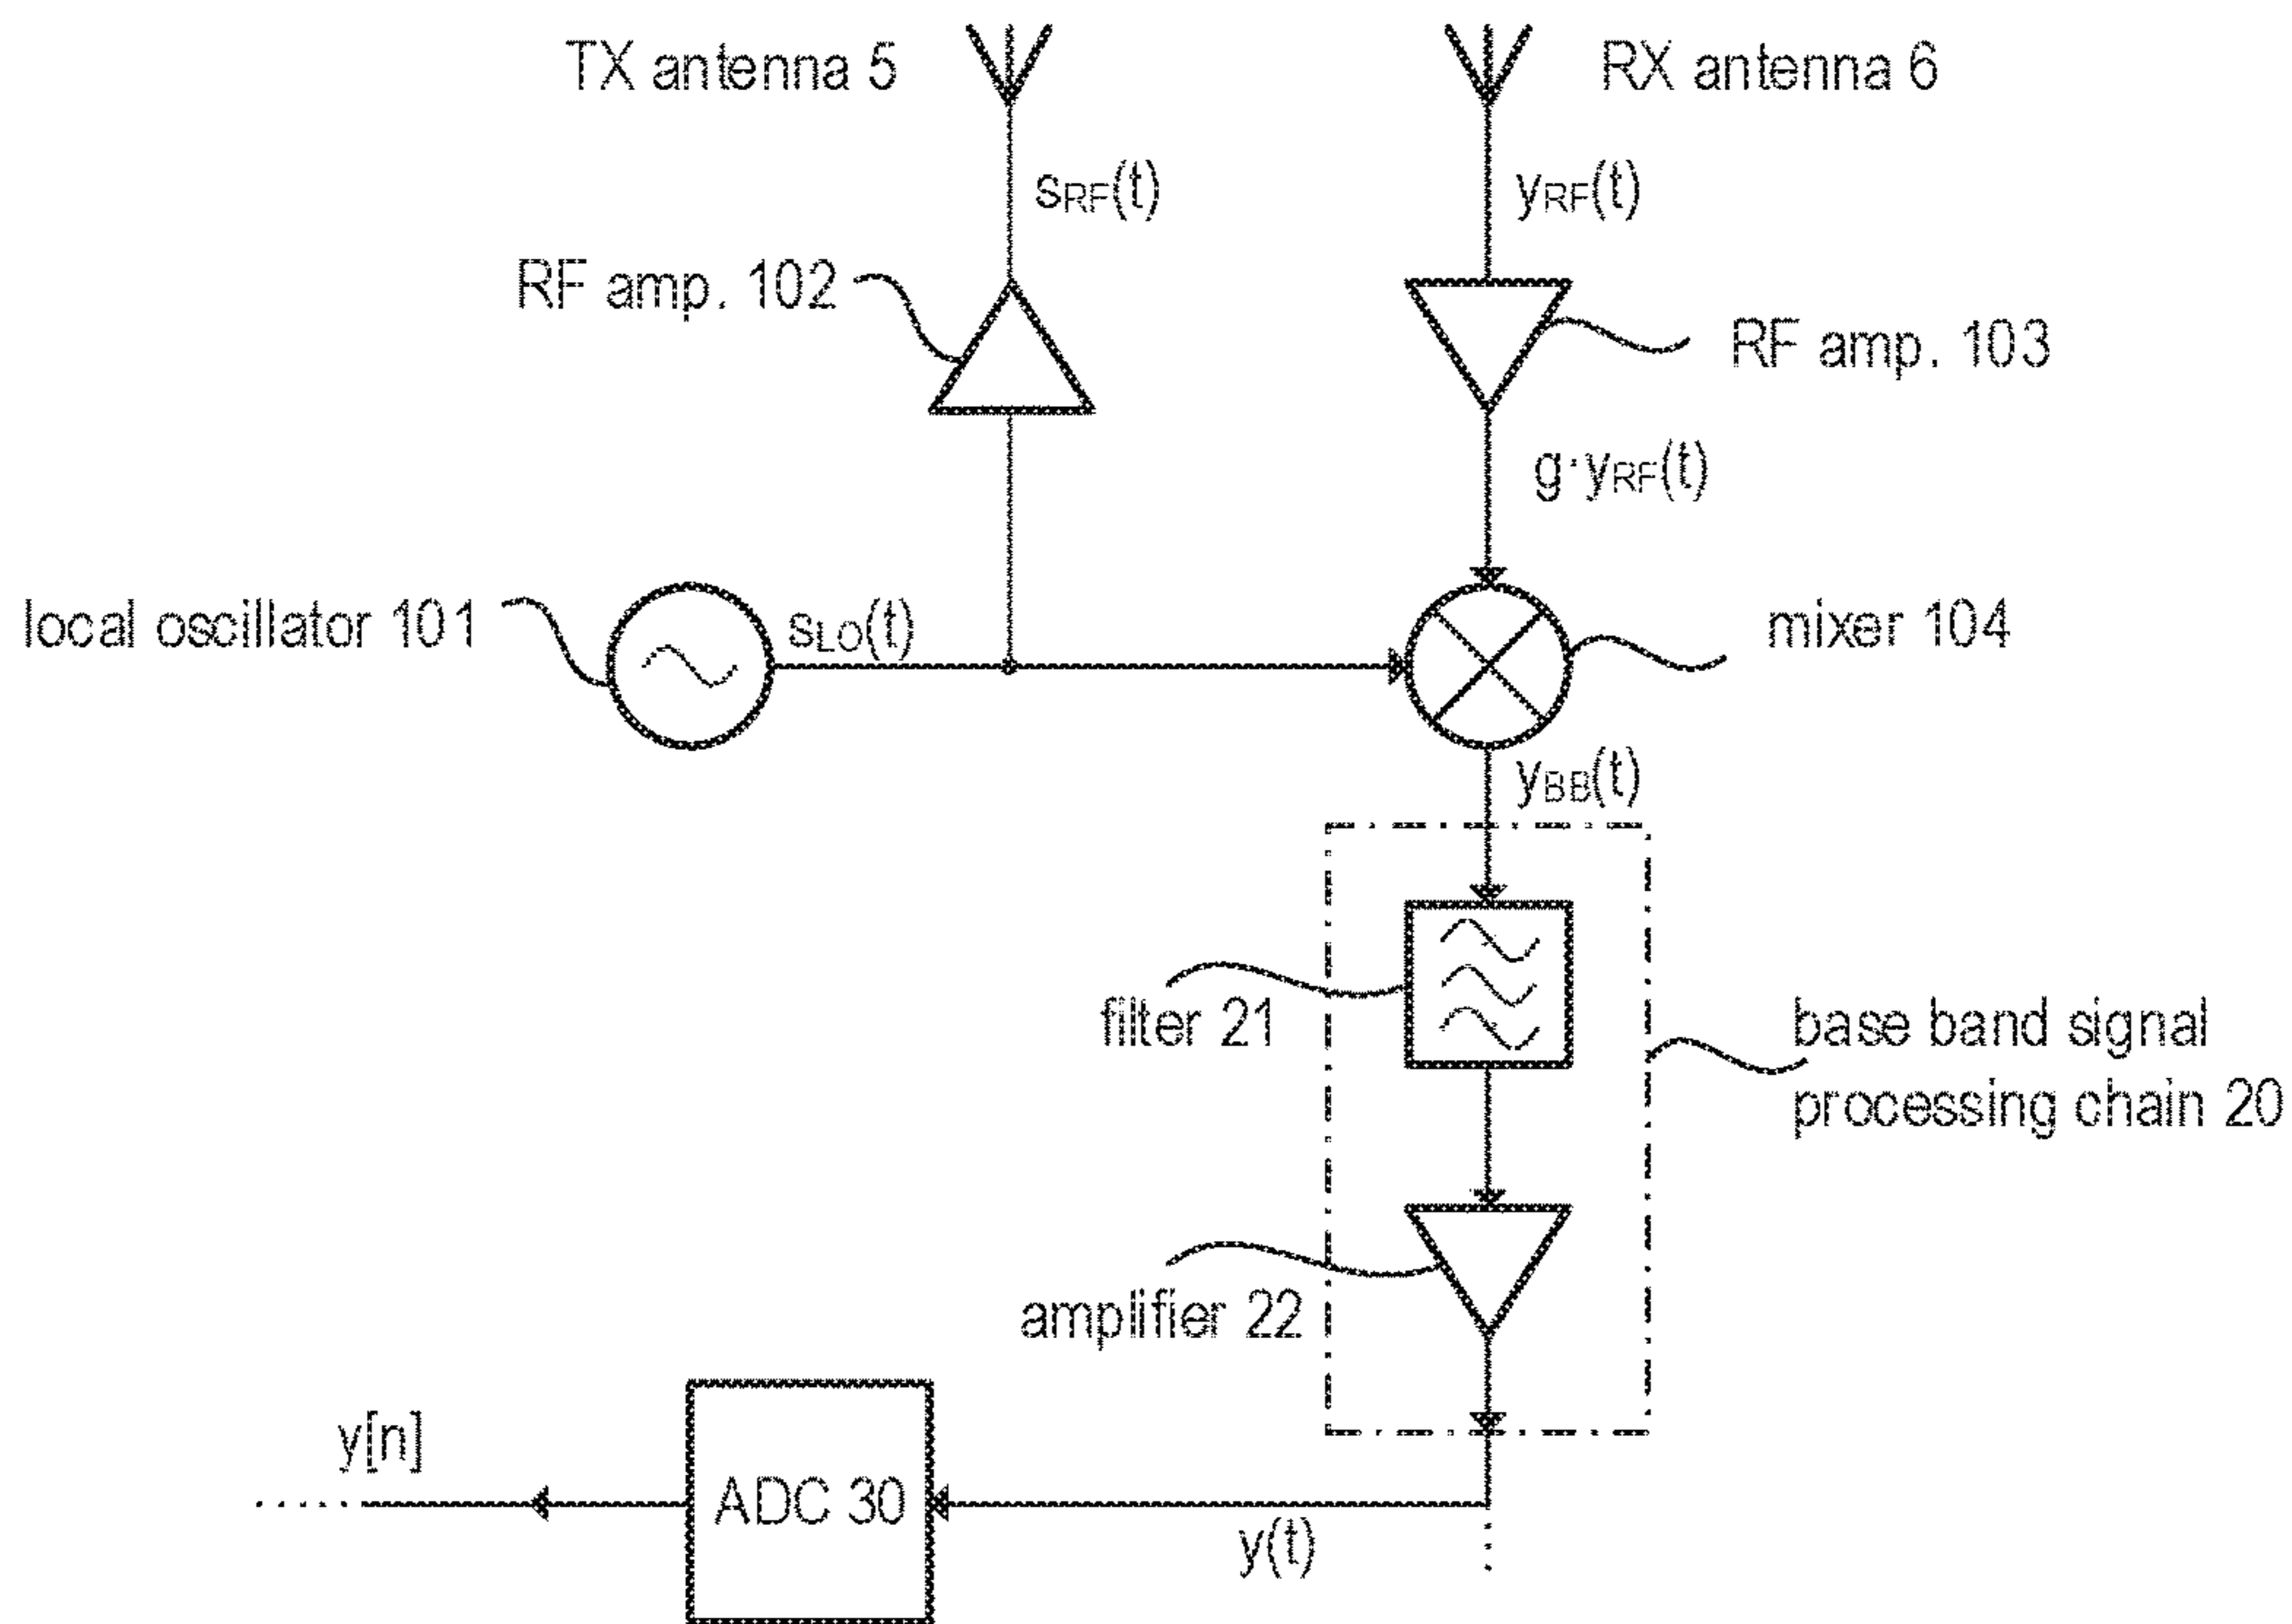 TX antenna 5
RX antenna 6
sRF(t)
yRF(t)
RF amp. 102
RF amp. 103
g·yRF(t)
local oscillator 101
sLO(t)
mixer 104
yBB(t)
filter 21
base band signal
processing chain 20
amplifier 22
y[n]
ADC 30
y(t)